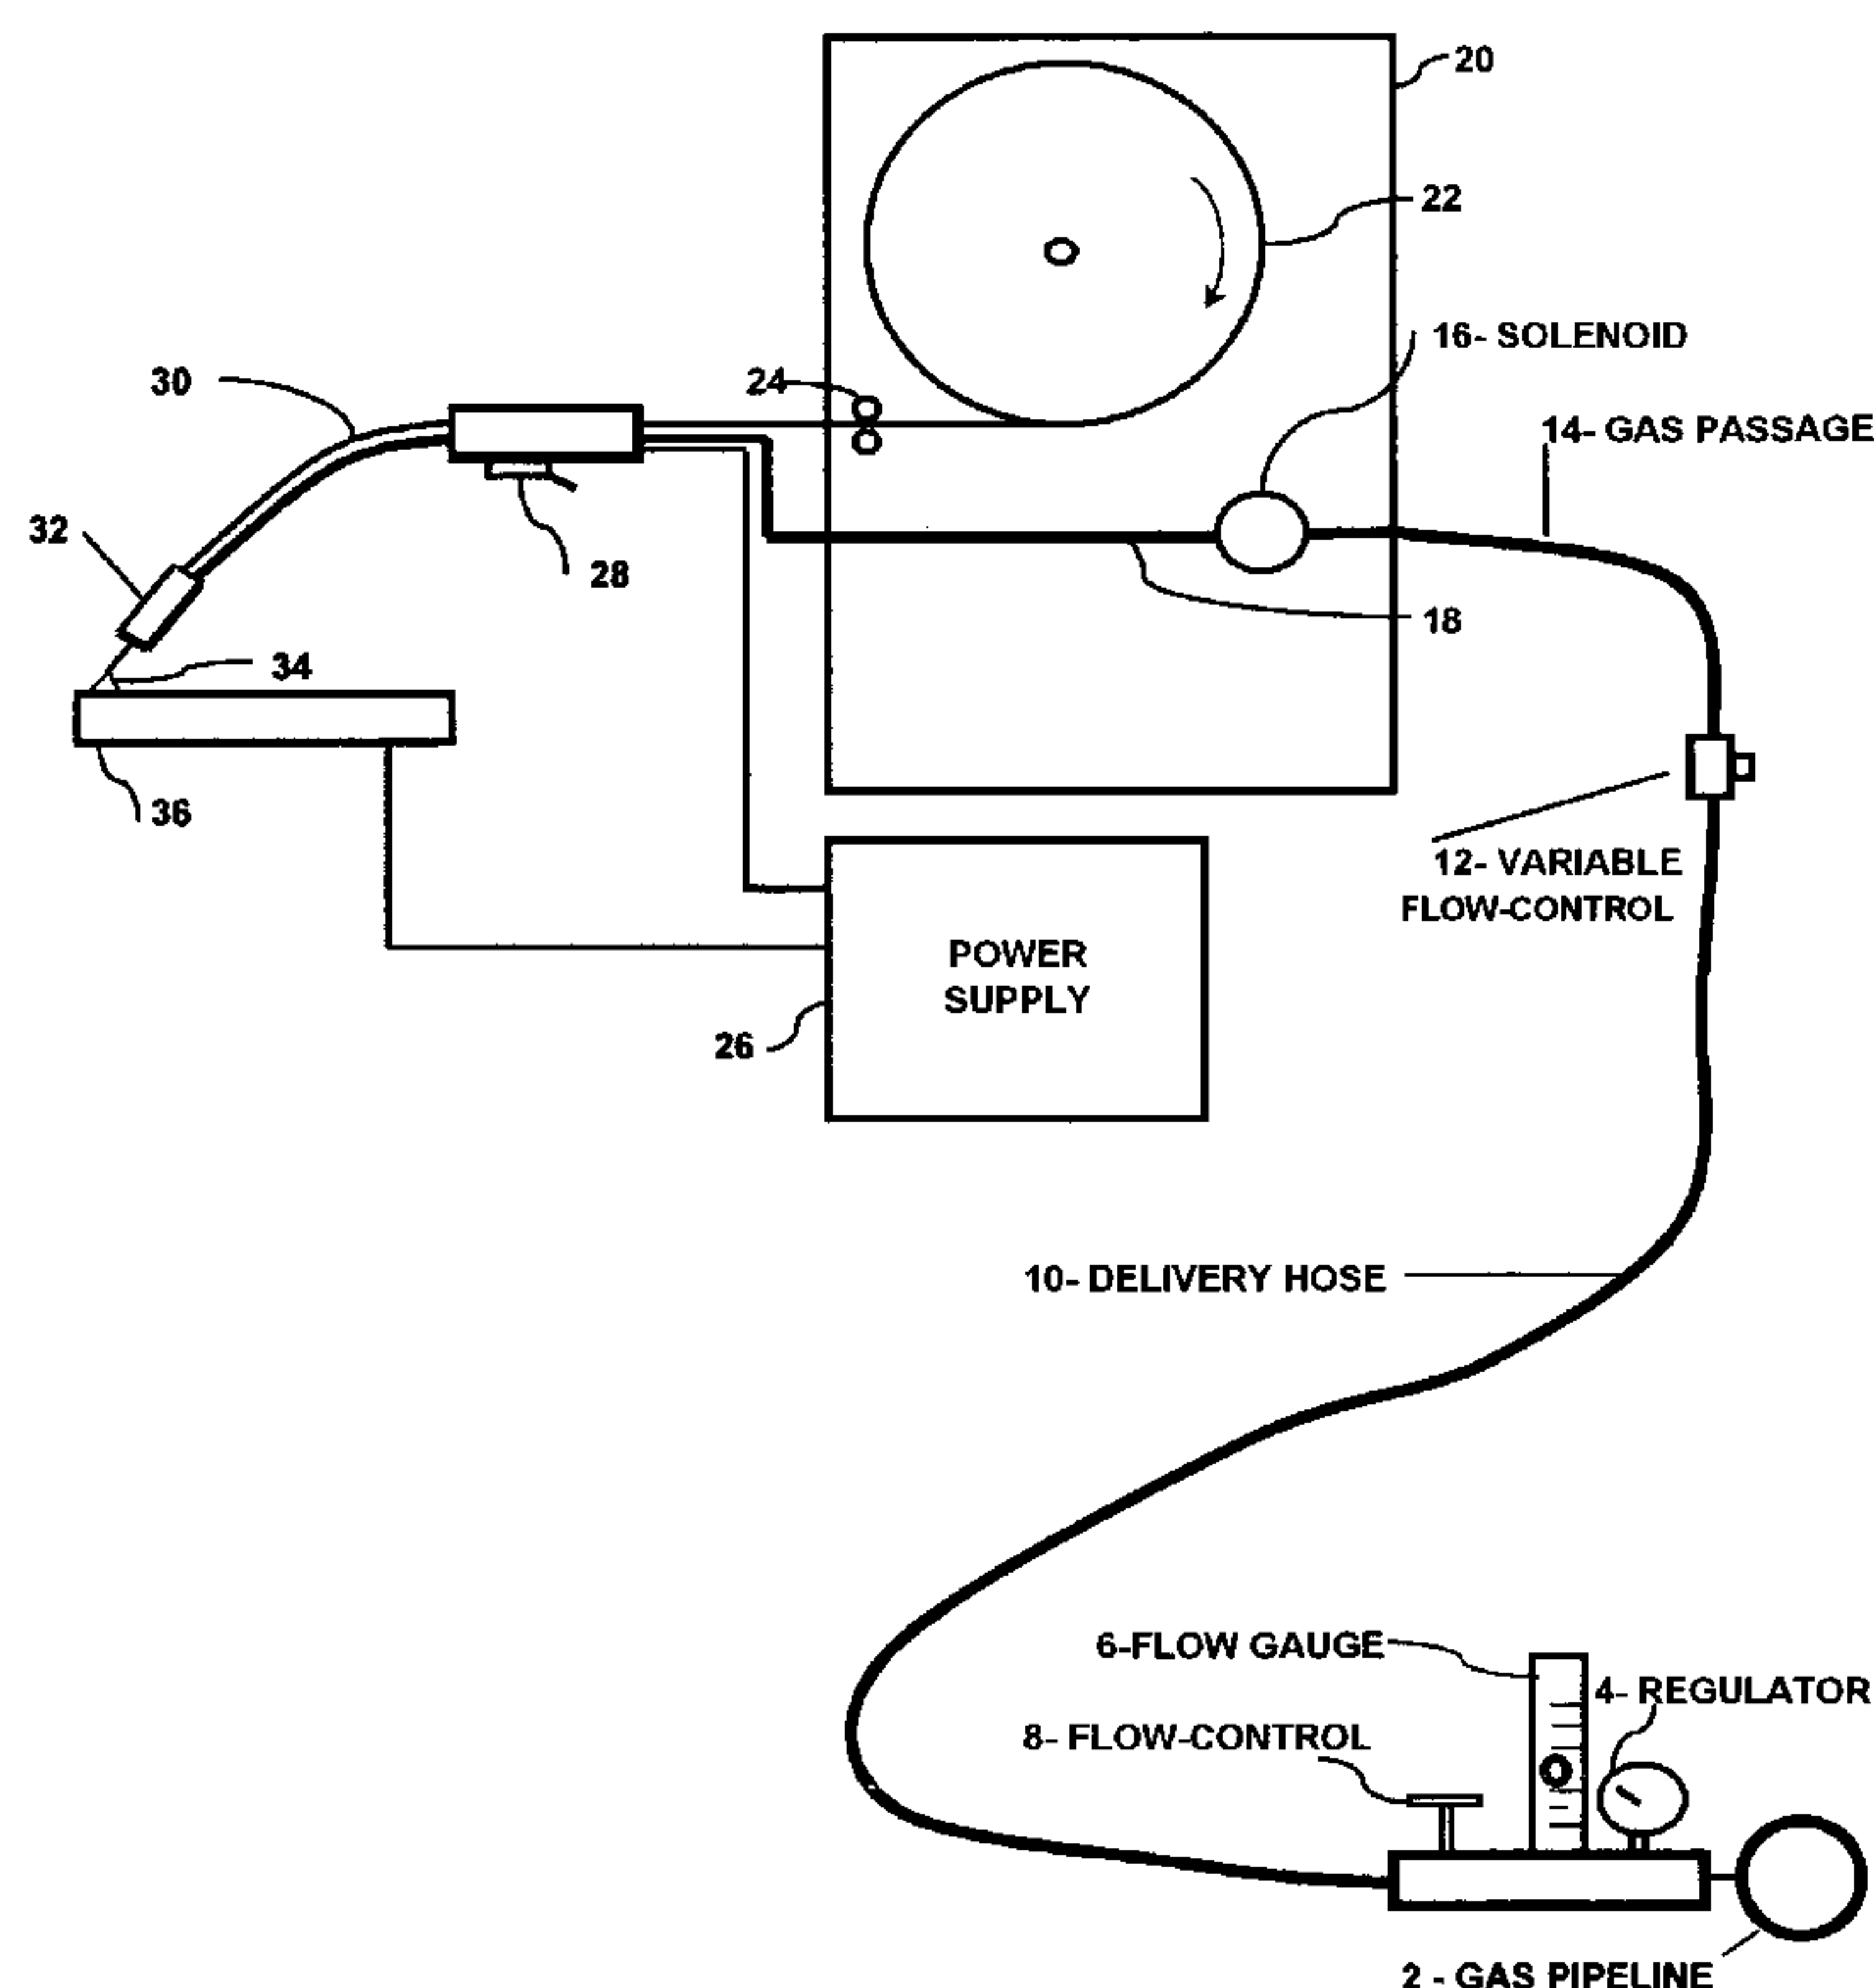 20
22
16- SOLENOID
24
30
14- GAS PASSAGE
32
28
18
34
36
12- VARIABLE
FLOW-CONTROL
POWER
SUPPLY
26
10- DELIVERY HOSE
6-FLOW GAUGE
4- REGULATOR
8- FLOW-CONTROL
2 - GAS PIPELINE